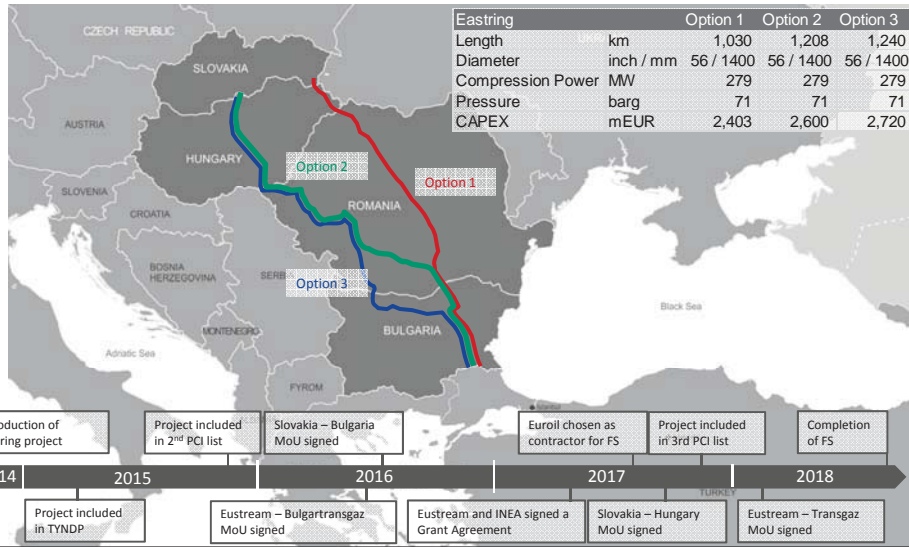 Eastring Option 1 Option 2 Option 3
Length km 1,030 1,208 1,240
Diameter inch / mm 56 / 1400 56 / 1400 56 / 1400
Compression Power MW 279 279 279
Pressure barg 71 71 71
CAPEX mEUR 2,403 2,600 2,720
CZECH REPUBLIC
SLOVAKIA
AUSTRIA
HUNGARY
Option 2
Option 1
SLOVENIA
ROMANIA
CROATIA
BOSNIA
HERZEGOVINA
SERB
Option 3
Black Sea
MONTENEGRO
BULGARIA
Adriatic Sea
FYROM
oduction of
ring project
Project included
in 2nd PCI list
Slovakia – Bulgaria
MoU signed
Euroil chosen as
contractor for FS
Project included
in 3rd PCI list
Completion
of FS
14 2015 2016 2017 2018
TURKEY
Project included
in TYNDP
Eustream – Bulgartransgaz
MoU signed
Eustream and INEA signed a
Grant Agreement
Slovakia – Hungary
MoU signed
Eustream – Transgaz
MoU signed